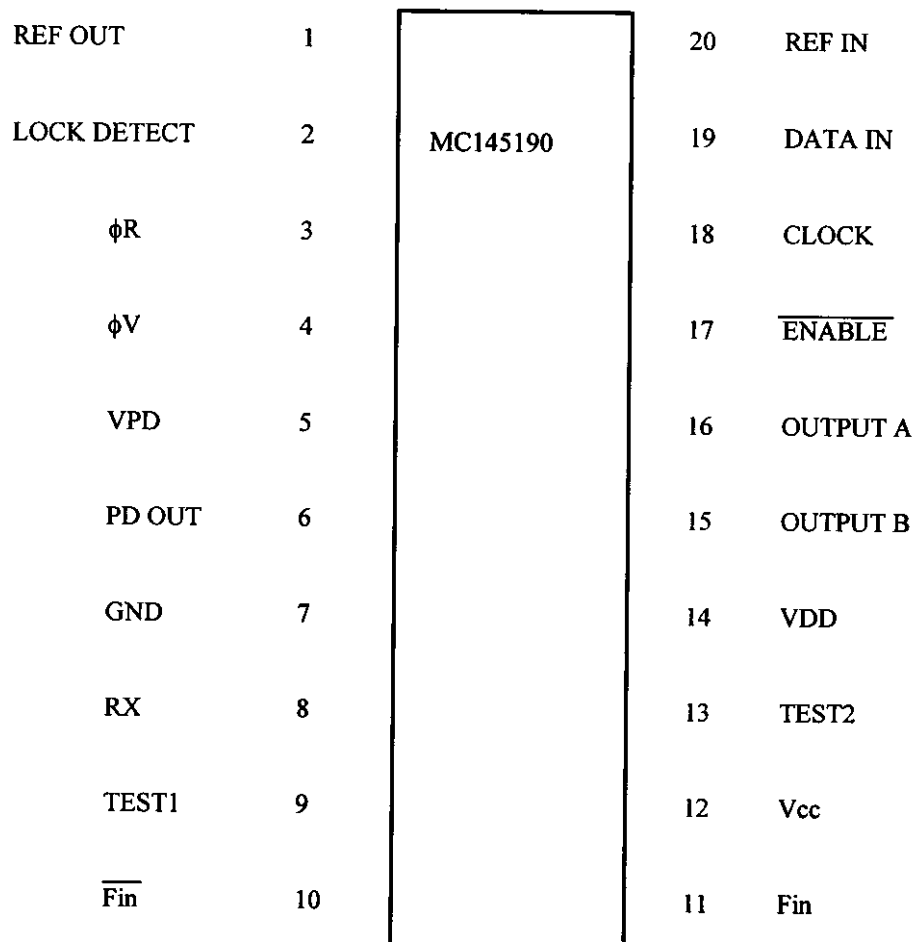 REF OUT 1 20 REF IN
LOCK DETECT 2 MC145190 19 DATA IN
ϕR 3 18 CLOCK
ϕV 4 17 E̅N̅A̅B̅L̅E̅
VPD 5 16 OUTPUT A
PD OUT 6 15 OUTPUT B
GND 7 14 VDD
RX 8 13 TEST2
TEST1 9 12 Vcc
F̅i̅n̅ 10 11 Fin